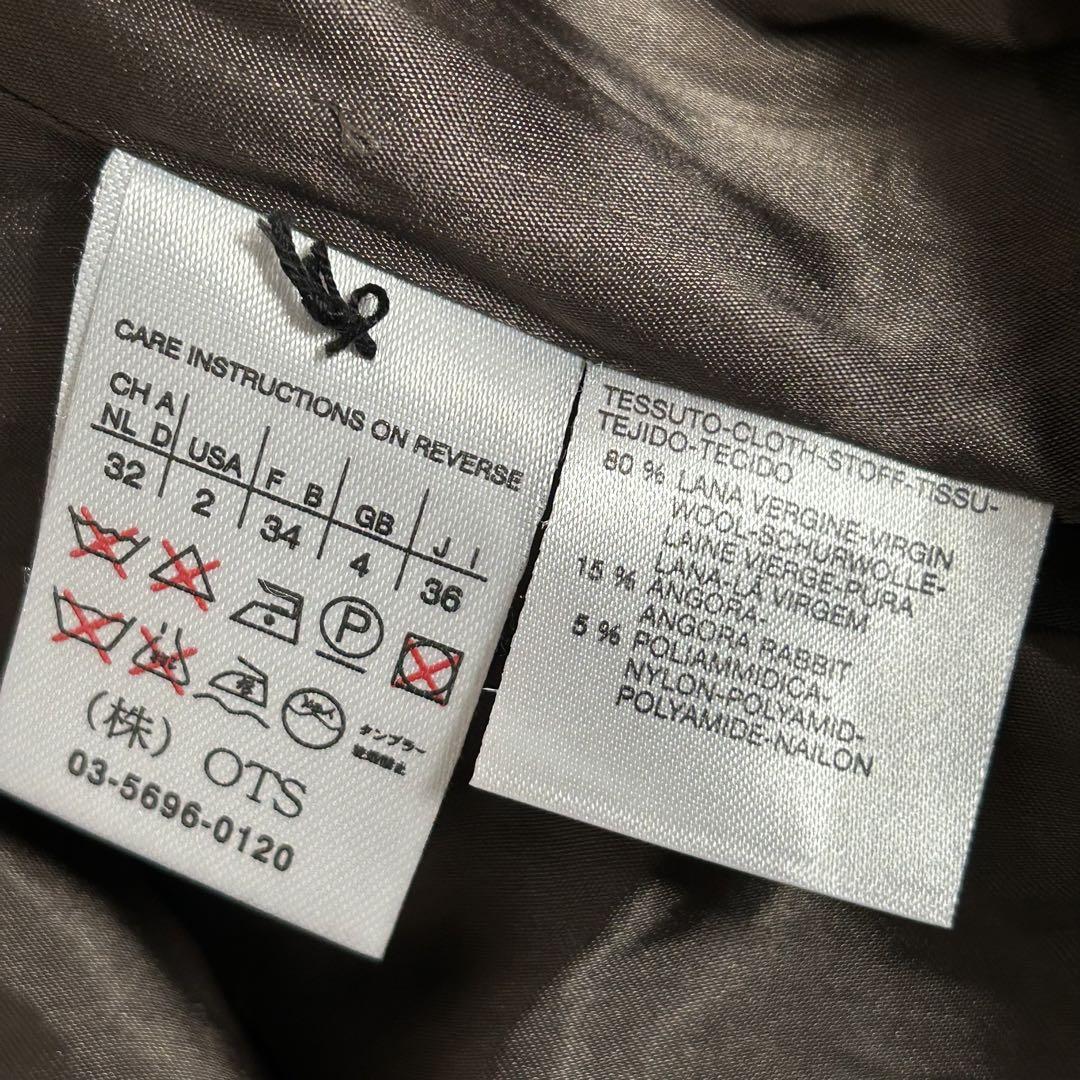 CARE INSTRUCTIONS ON REVERSE
CH A USA F B GB J I
NL D
32 2 34 4 36
P
(株) OTS
タンブラー
乾燥禁止
03-5696-0120
TESSUTO-CLOTH-STOFF-TISSU-
TEJIDO-TECIDO
80 % LANA VERGINE-VIRGIN
WOOL-SCHURWOLLE-
LAINE VIERGE-PURA
LANA-LA VIRGEM
15 % ANGORA-
ANGORA RABBIT
5 % POLIAMMIDICA-
NYLON-POLYAMID-
POLYAMIDE-NAILON